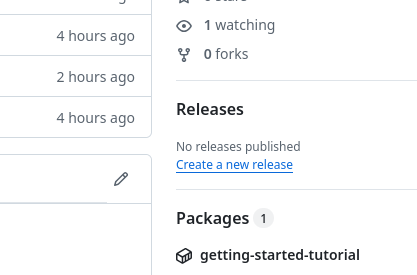 4 hours ago
1 watching
0 forks
2 hours ago
Releases
4 hours ago
No releases published
Create a new release
Packages 1
getting-started-tutorial